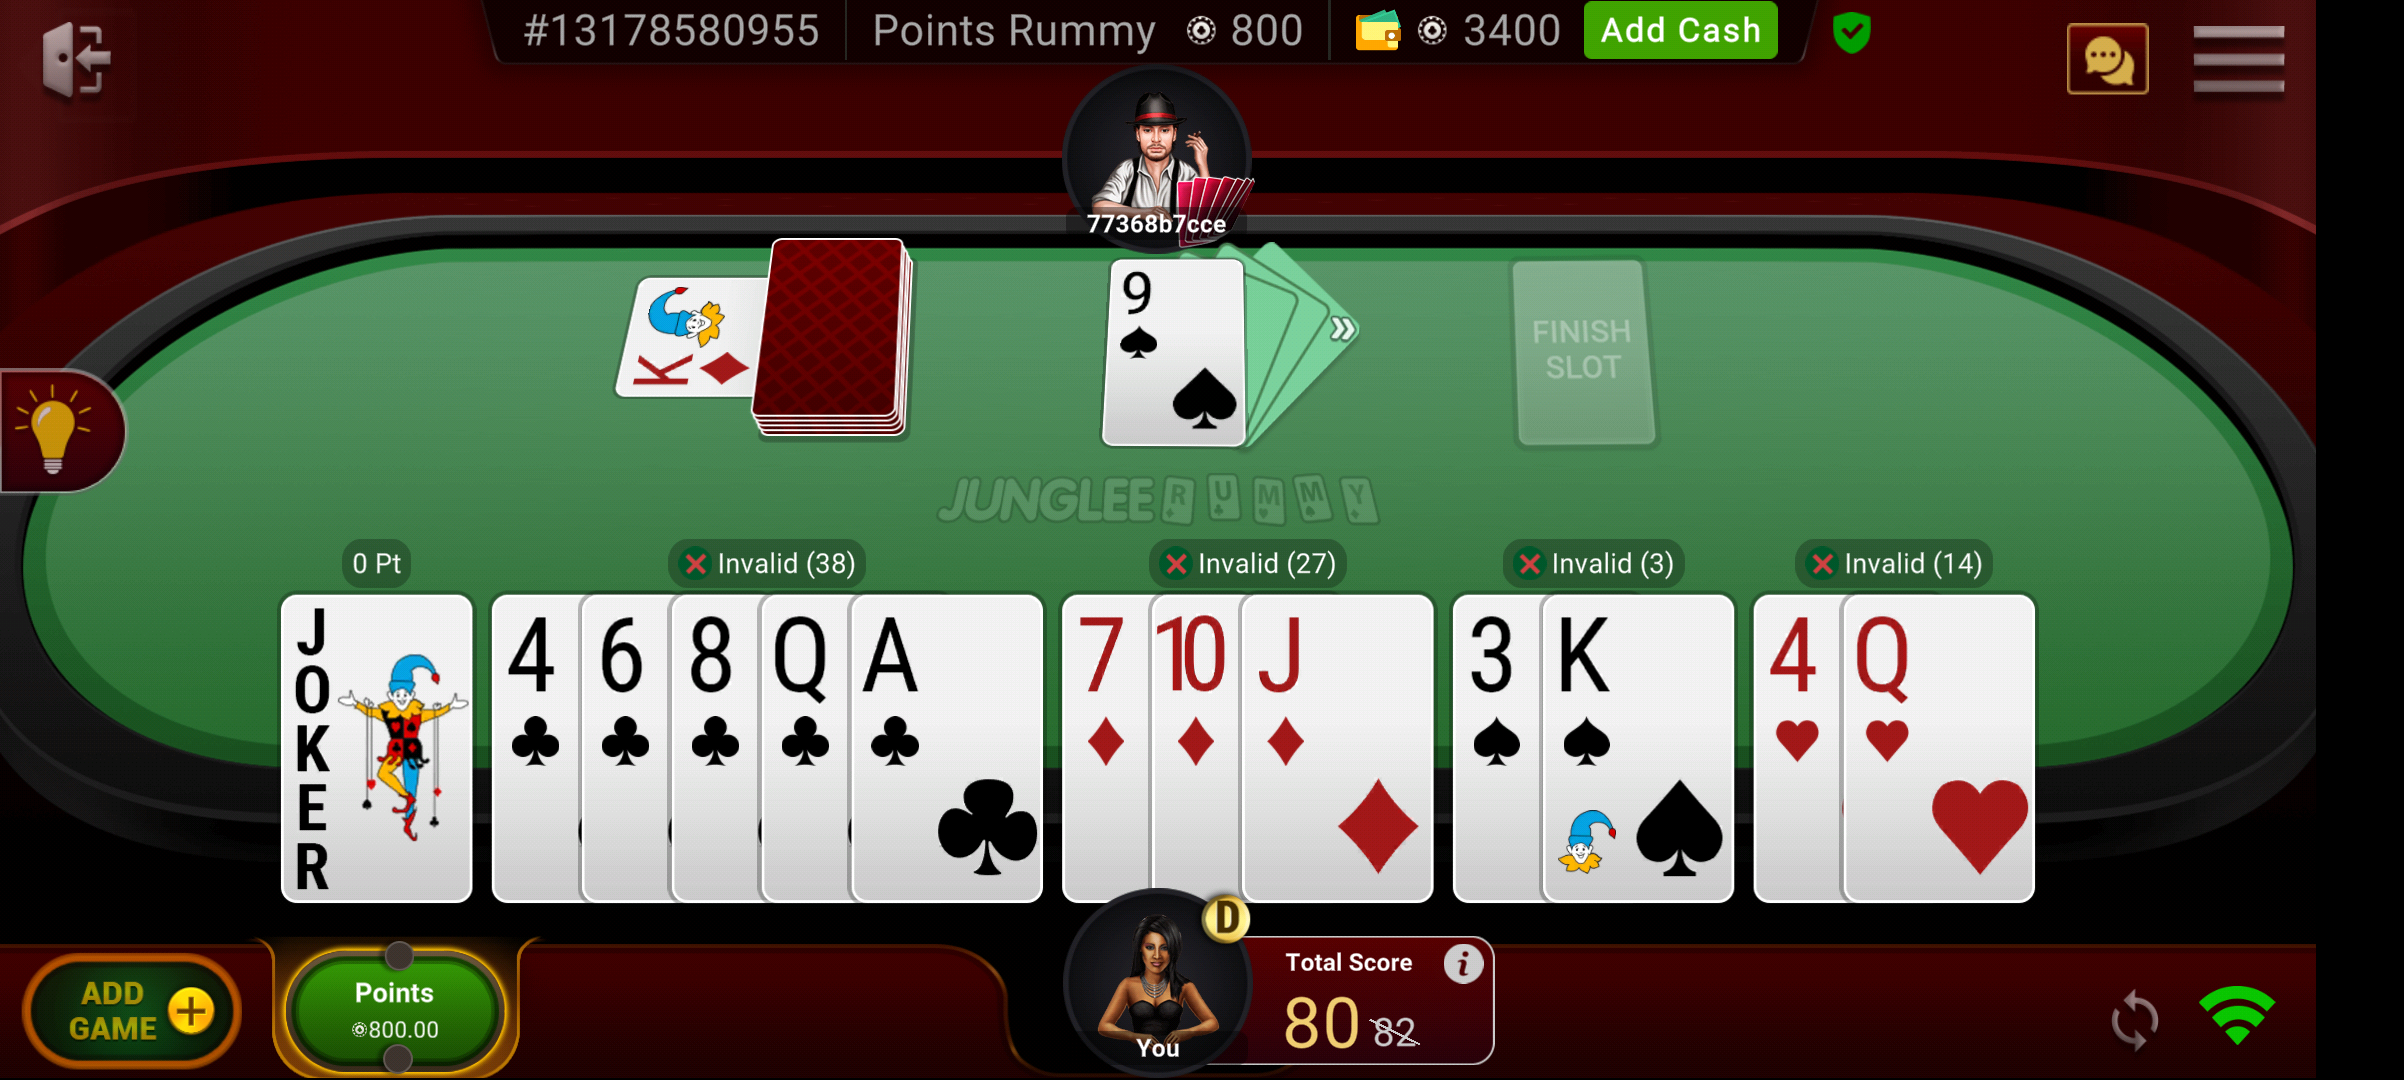 #13178580955 Points Rummy 800 3400 Add Cash
77368b7cce
K
9
FINISH
SLOT
JUNGLEE RUMMY
0 Pt Invalid (38) Invalid (27) Invalid (3) Invalid (14)
JOKER 4 6 8 Q A 7 10 J 3 K 4 Q
D
Total Score i
80 82
You
ADD
GAME +
Points
800.00